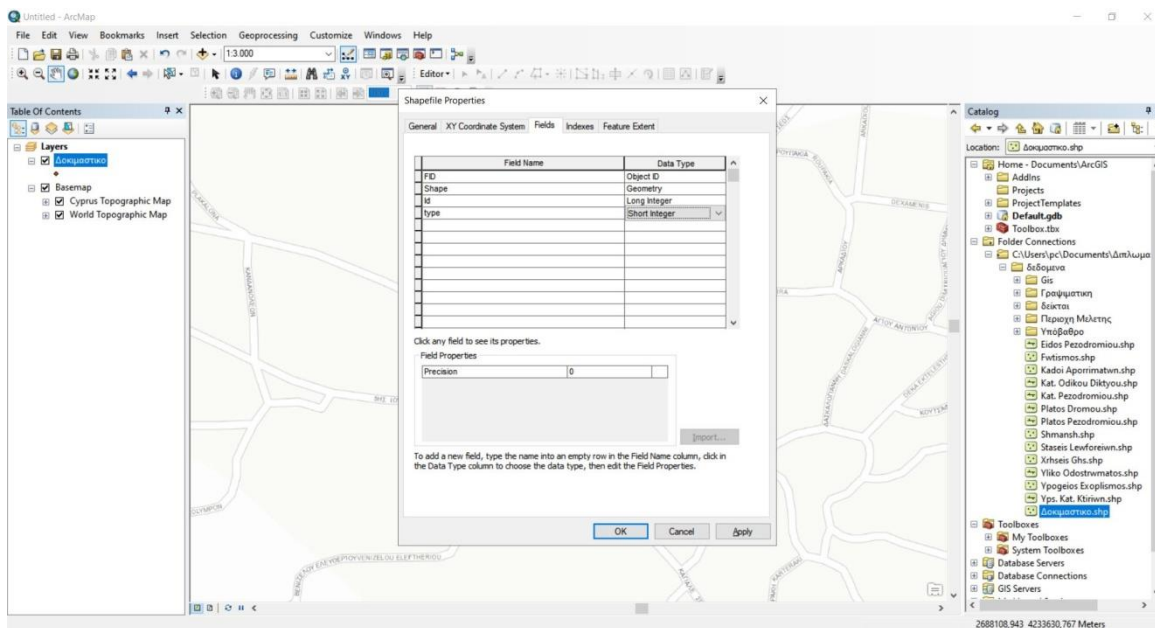 Untitled - ArcMap
File Edit View Bookmarks Insert Selection Geoprocessing Customize Windows Help
1:3.000
Editor
Table Of Contents
Layers
Δοκιμαστικο
Basemap
Cyprus Topographic Map
World Topographic Map
Shapefile Properties
General XY Coordinate System Fields Indexes Feature Extent
Field Name Data Type
FID Object ID
Shape Geometry
Id Long Integer
type Short Integer
Click any field to see its properties.
Field Properties
Precision 0
Import...
To add a new field, type the name into an empty row in the Field Name column, click in
the Data Type column to choose the data type, then edit the Field Properties.
OK Cancel Apply
Catalog
Location: Δοκιμαστικο.shp
Home - Documents\ArcGIS
AddIns
Projects
ProjectTemplates
Default.gdb
Toolbox.tbx
Folder Connections
C:\Users\pc\Documents\Διπλωμα
δεδομενα
Gis
Γραψιματικη
δείκται
Περιοχη Μελετης
Υπόβαθρο
Eidos Pezodromiou.shp
Fwtismos.shp
Kadoi Aporrimatwn.shp
Kat. Odikou Diktyou.shp
Kat. Pezodromiou.shp
Platos Dromou.shp
Platos Pezodromiou.shp
Shmansh.shp
Staseis Lewforeiwn.shp
Xrhseis Ghs.shp
Yliko Odostrwmatos.shp
Ypogeios Exoplismos.shp
Yps. Kat. Ktiriwn.shp
Δοκιμαστικο.shp
Toolboxes
My Toolboxes
System Toolboxes
Database Servers
Database Connections
GIS Servers
ΑΓΙΟΥ ΑΝΤΩΝΙΟΥ
ΑΡΚΑΔΙΟΥ
2688108,943 4233630,767 Meters